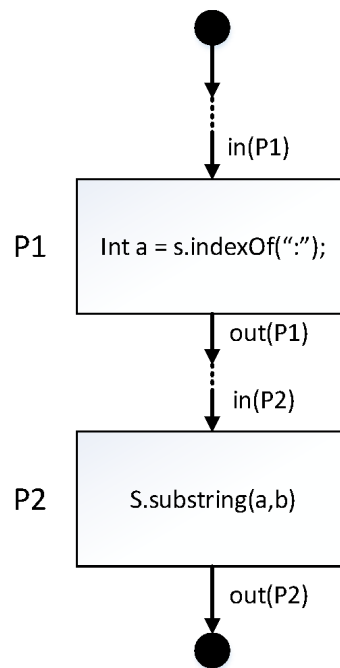 in(P1)
P1
Int a = s.indexOf(“:”);
out(P1)
in(P2)
P2
S.substring(a,b)
out(P2)